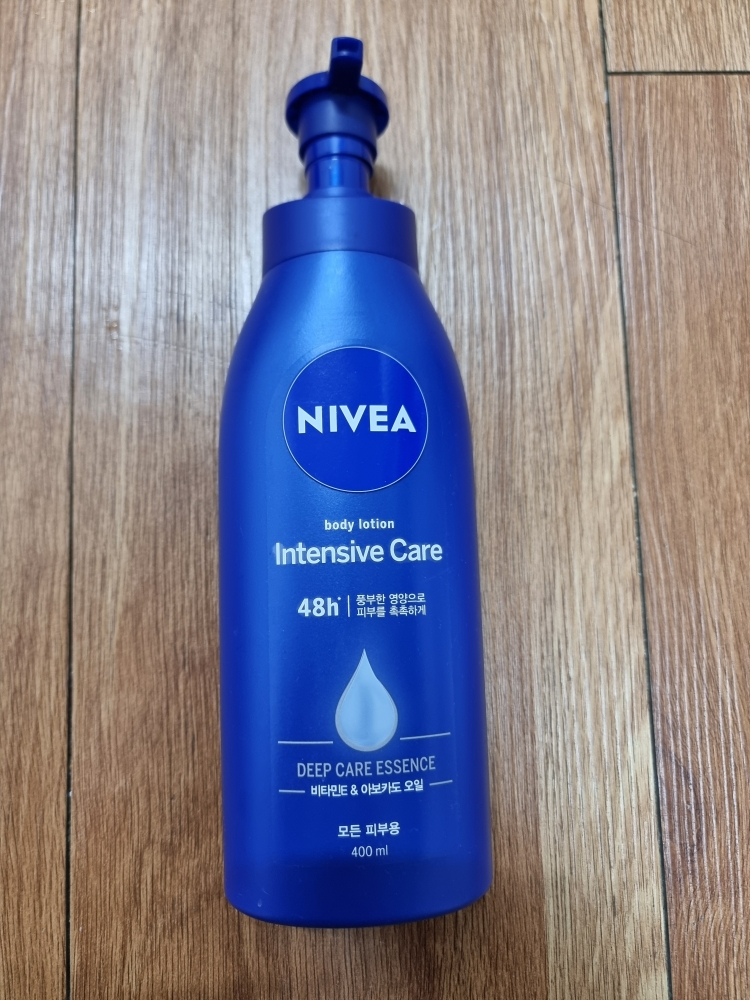 NIVEA
body lotion
Intensive Care
48h* | 풍부한 영양으로
피부를 촉촉하게
DEEP CARE ESSENCE
비타민E & 아보카도 오일
모든 피부용
400 ml